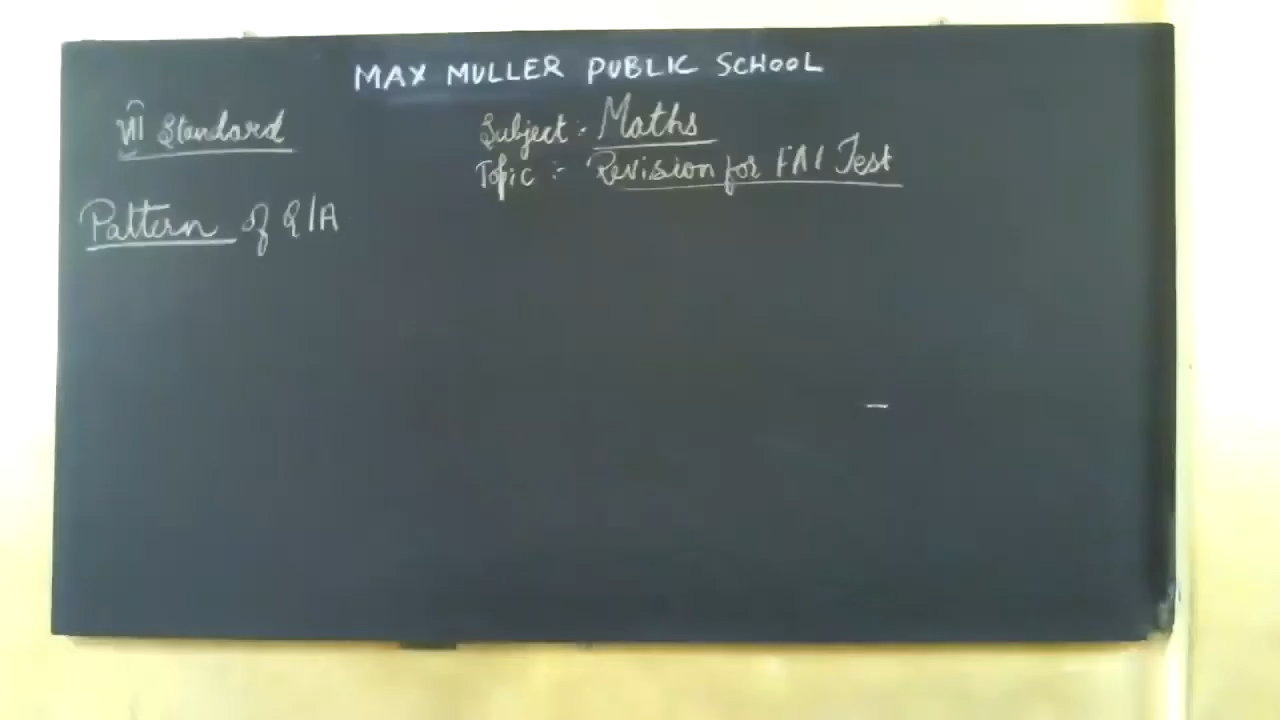 MAX MULLER PUBLIC SCHOOL
VII Standard
Subject :- Maths
Topic :- Revision for FA1 Test
Pattern of Q/A